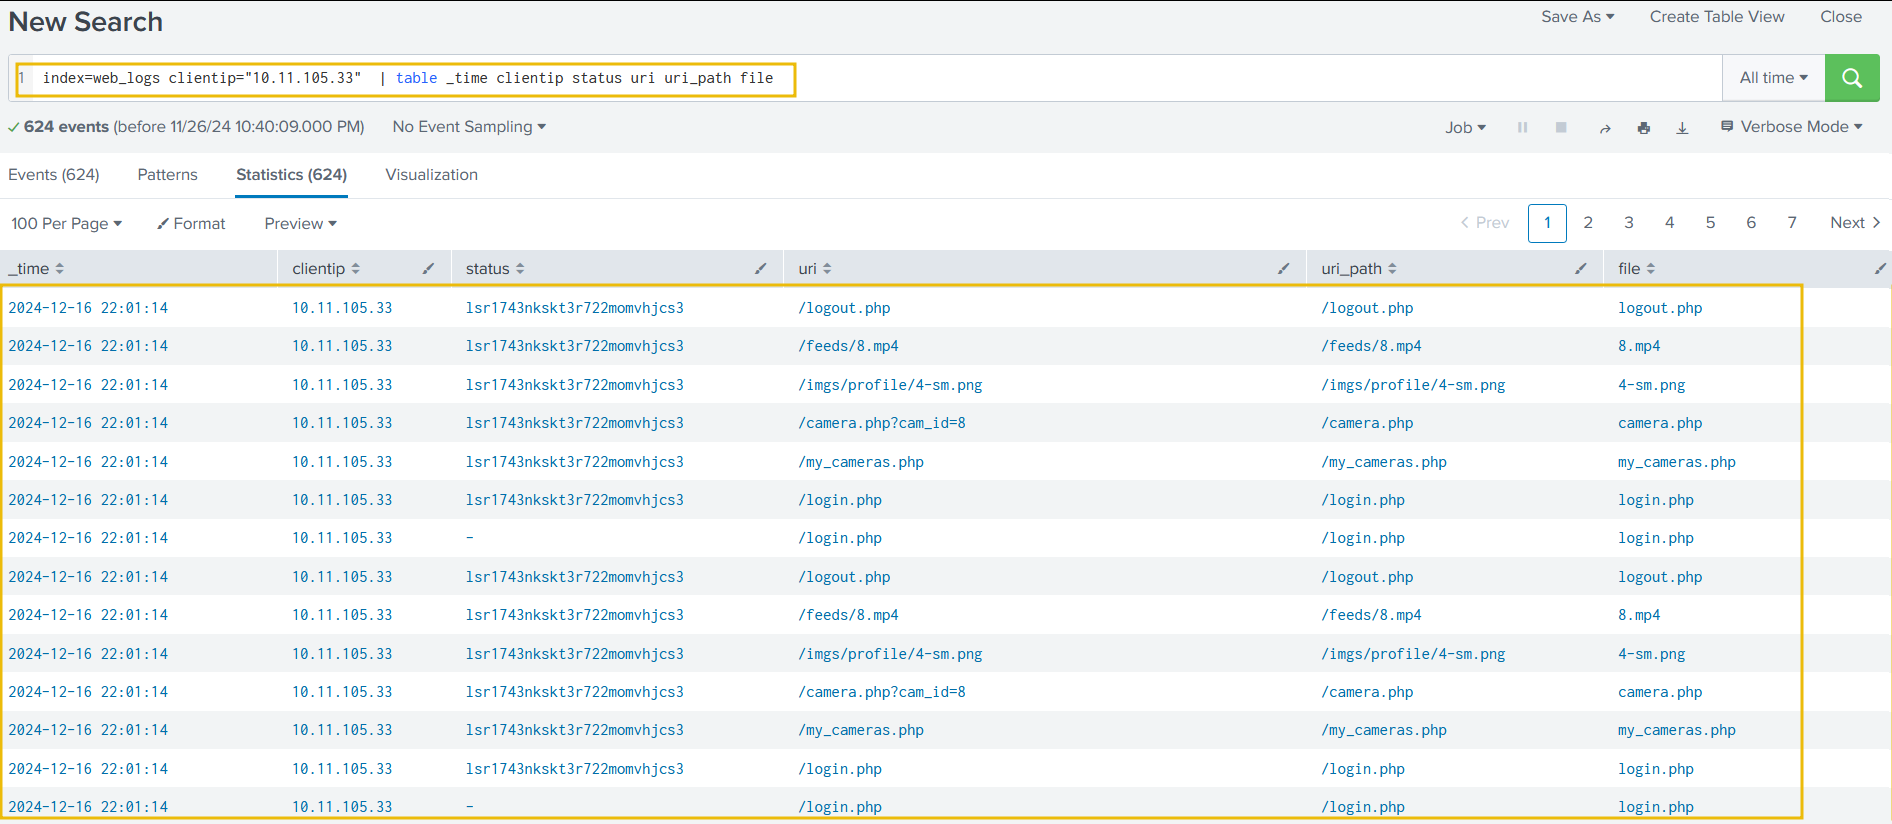 New Search
Save As Create Table View Close
1 index=web_logs clientip="10.11.105.33" | table _time clientip status uri uri_path file
All time
624 events (before 11/26/24 10:40:09.000 PM) No Event Sampling
Job Verbose Mode
Events (624) Patterns Statistics (624) Visualization
100 Per Page Format Preview
Prev 1 2 3 4 5 6 7 Next
_time clientip status uri uri_path file
2024-12-16 22:01:14 10.11.105.33 lsr1743nkskt3r722momvhjcs3 /logout.php /logout.php logout.php
2024-12-16 22:01:14 10.11.105.33 lsr1743nkskt3r722momvhjcs3 /feeds/8.mp4 /feeds/8.mp4 8.mp4
2024-12-16 22:01:14 10.11.105.33 lsr1743nkskt3r722momvhjcs3 /imgs/profile/4-sm.png /imgs/profile/4-sm.png 4-sm.png
2024-12-16 22:01:14 10.11.105.33 lsr1743nkskt3r722momvhjcs3 /camera.php?cam_id=8 /camera.php camera.php
2024-12-16 22:01:14 10.11.105.33 lsr1743nkskt3r722momvhjcs3 /my_cameras.php /my_cameras.php my_cameras.php
2024-12-16 22:01:14 10.11.105.33 lsr1743nkskt3r722momvhjcs3 /login.php /login.php login.php
2024-12-16 22:01:14 10.11.105.33 - /login.php /login.php login.php
2024-12-16 22:01:14 10.11.105.33 lsr1743nkskt3r722momvhjcs3 /logout.php /logout.php logout.php
2024-12-16 22:01:14 10.11.105.33 lsr1743nkskt3r722momvhjcs3 /feeds/8.mp4 /feeds/8.mp4 8.mp4
2024-12-16 22:01:14 10.11.105.33 lsr1743nkskt3r722momvhjcs3 /imgs/profile/4-sm.png /imgs/profile/4-sm.png 4-sm.png
2024-12-16 22:01:14 10.11.105.33 lsr1743nkskt3r722momvhjcs3 /camera.php?cam_id=8 /camera.php camera.php
2024-12-16 22:01:14 10.11.105.33 lsr1743nkskt3r722momvhjcs3 /my_cameras.php /my_cameras.php my_cameras.php
2024-12-16 22:01:14 10.11.105.33 lsr1743nkskt3r722momvhjcs3 /login.php /login.php login.php
2024-12-16 22:01:14 10.11.105.33 - /login.php /login.php login.php